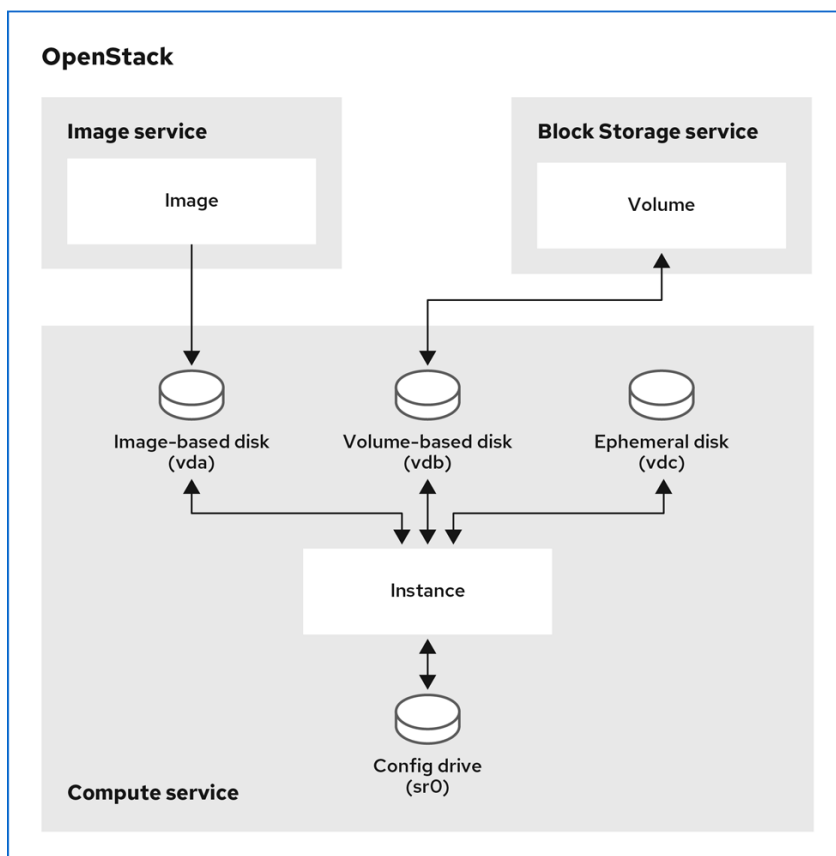 OpenStack
Image service
Block Storage service
Image
Volume
Image-based disk
(vda)
Volume-based disk
(vdb)
Ephemeral disk
(vdc)
Instance
Config drive
(sr0)
Compute service